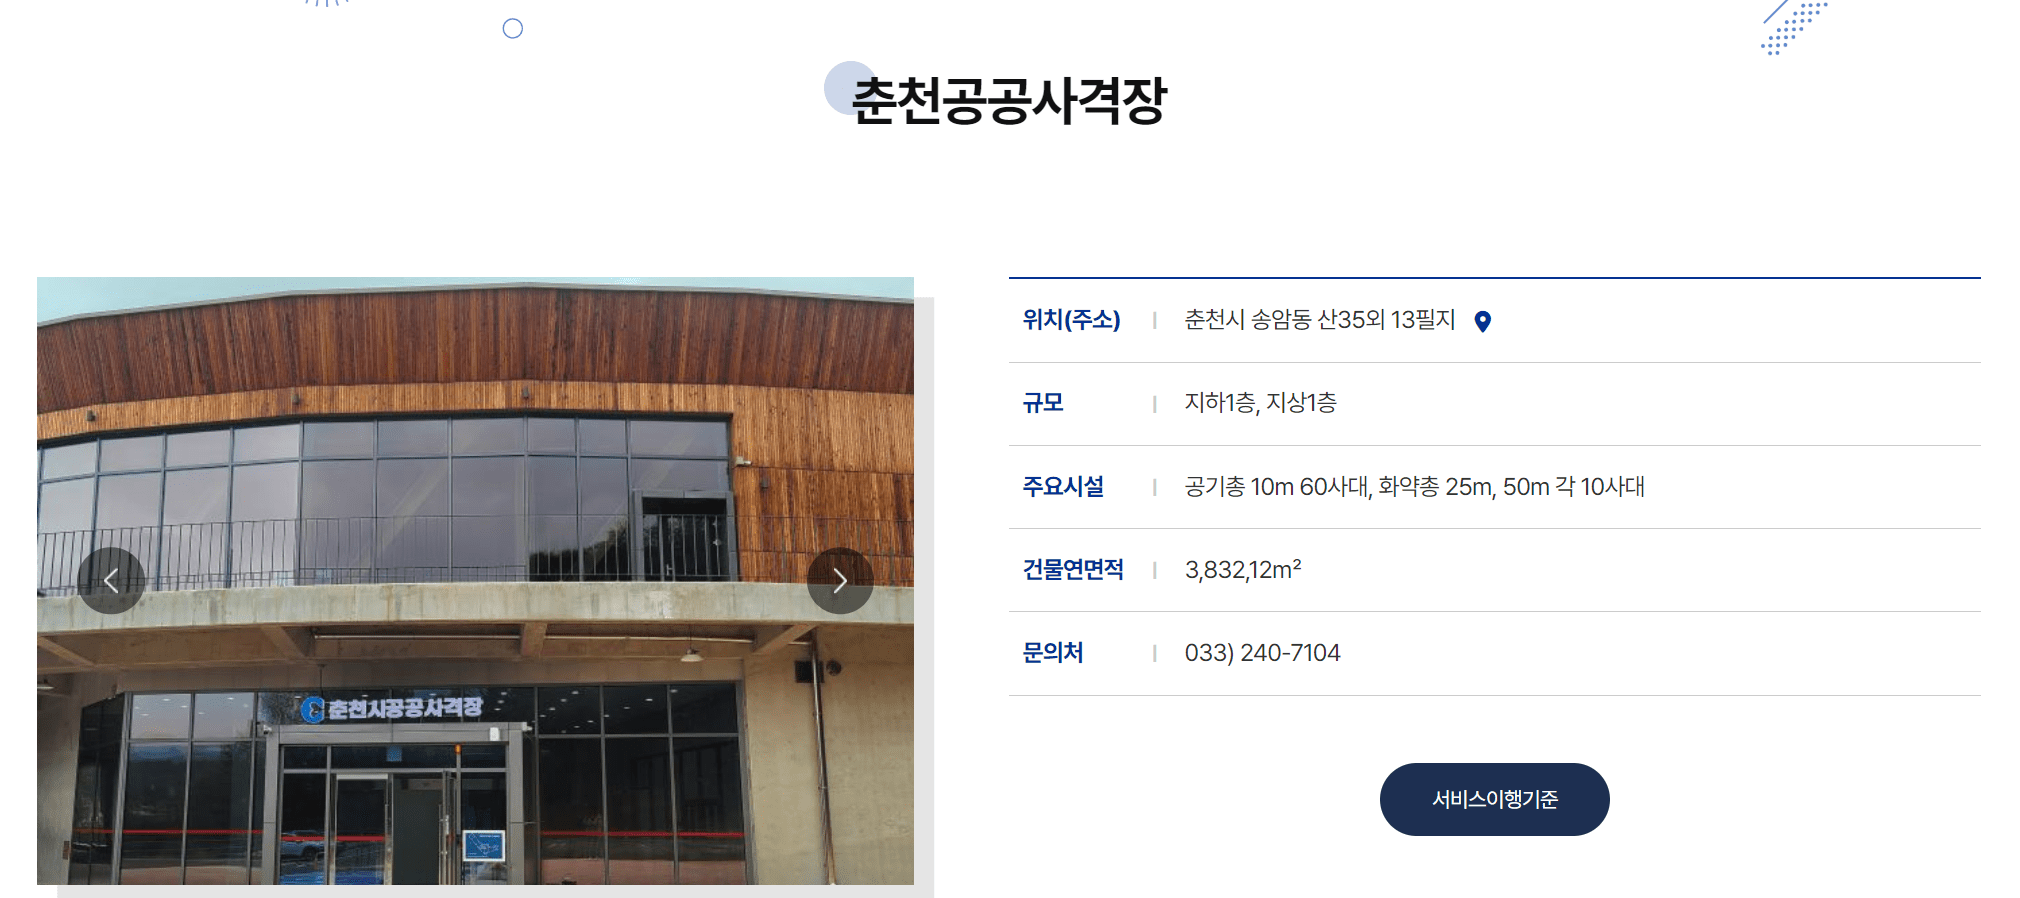 춘천공공사격장
춘천시공공사격장
위치(주소) 춘천시 송암동 산35외 13필지
규모 지하1층, 지상1층
주요시설 공기총 10m 60사대, 화약총 25m, 50m 각 10사대
건물연면적 3,832,12m²
문의처 033) 240-7104
서비스이행기준